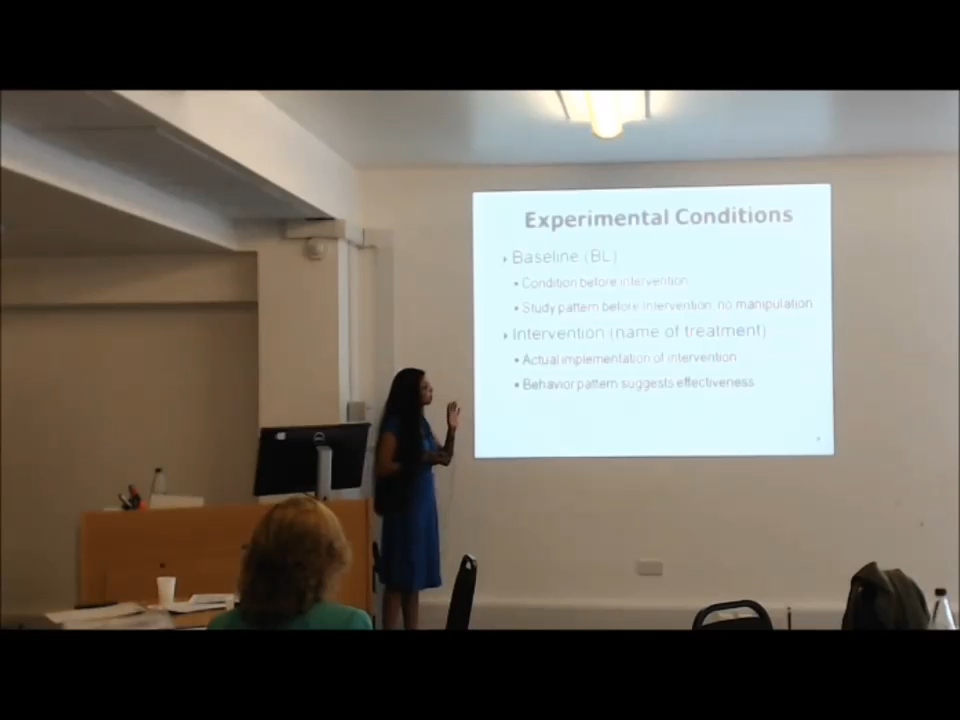 Experimental Conditions
Baseline (BL)
Condition before intervention
Study pattern before Intervention: no manipulation
Intervention (name of treatment)
Actual implementation of intervention
Behavior pattern suggests effectiveness